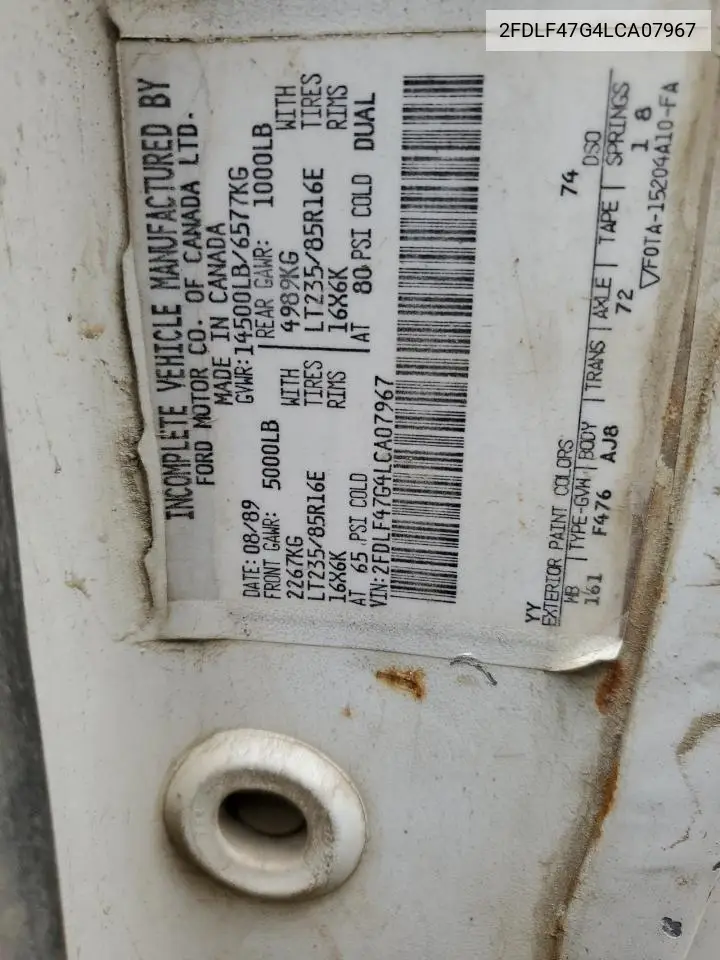 2FDLF47G4LCA07967
INCOMPLETE VEHICLE MANUFACTURED BY
FORD MOTOR CO. OF CANADA LTD.
MADE IN CANADA
DATE: 08/89 GVWR: 14500LB/6577KG
FRONT GAWR: 5000LB REAR GAWR: 1000LB
2267KG WITH 4989KG WITH
LT235/85R16E TIRES LT235/85R16E TIRES
16X6K RIMS 16X6K RIMS
AT 65 PSI COLD AT 80 PSI COLD DUAL
VIN: 2FDLF47G4LCA07967
YY 74
EXTERIOR PAINT COLORS DSO
WB | TYPE-GVW | BODY | TRANS | AXLE | TAPE | SPRINGS
161 F476 AJ8 72 1 8
▽F0TA-15204A10-FA